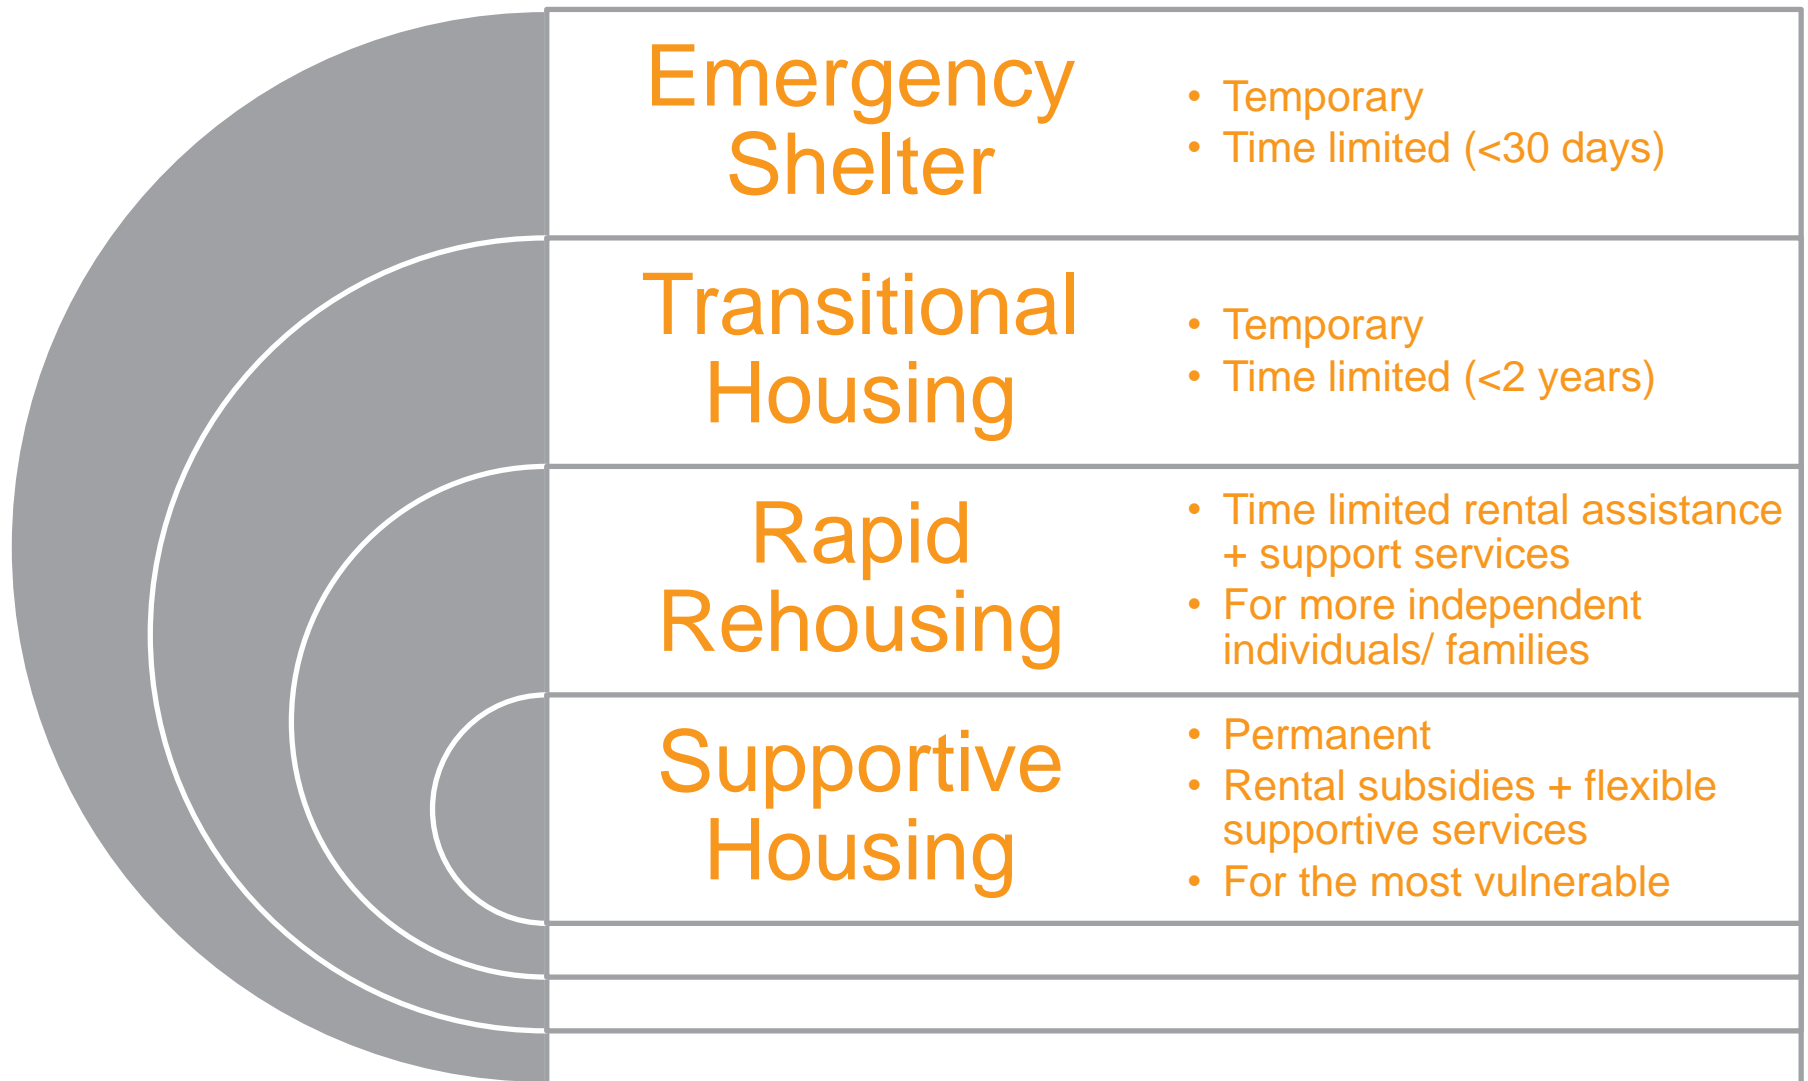 Emergency
Shelter
• Temporary
• Time limited (<30 days)
Transitional
Housing
• Temporary
• Time limited (<2 years)
Rapid
Rehousing
• Time limited rental assistance
+ support services
• For more independent
individuals/ families
Supportive
Housing
• Permanent
• Rental subsidies + flexible
supportive services
• For the most vulnerable